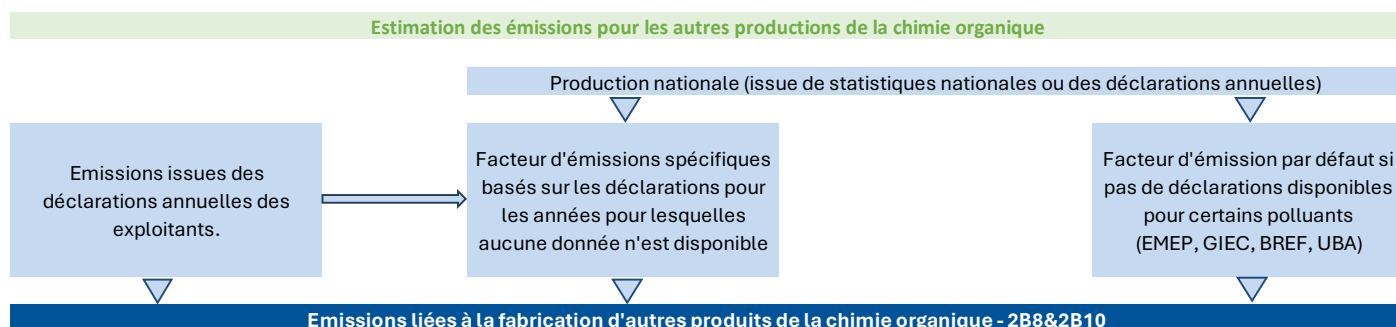 Estimation des émissions pour les autres productions de la chimie organique
Production nationale (issue de statistiques nationales ou des déclarations annuelles)
Emissions issues des
déclarations annuelles des
exploitants.
Facteur d'émissions spécifiques
basés sur les déclarations pour
les années pour lesquelles
aucune donnée n'est disponible
Facteur d'émission par défaut si
pas de déclarations disponibles
pour certains polluants
(EMEP, GIEC, BREF, UBA)
Emissions liées à la fabrication d'autres produits de la chimie organique - 2B8&2B10